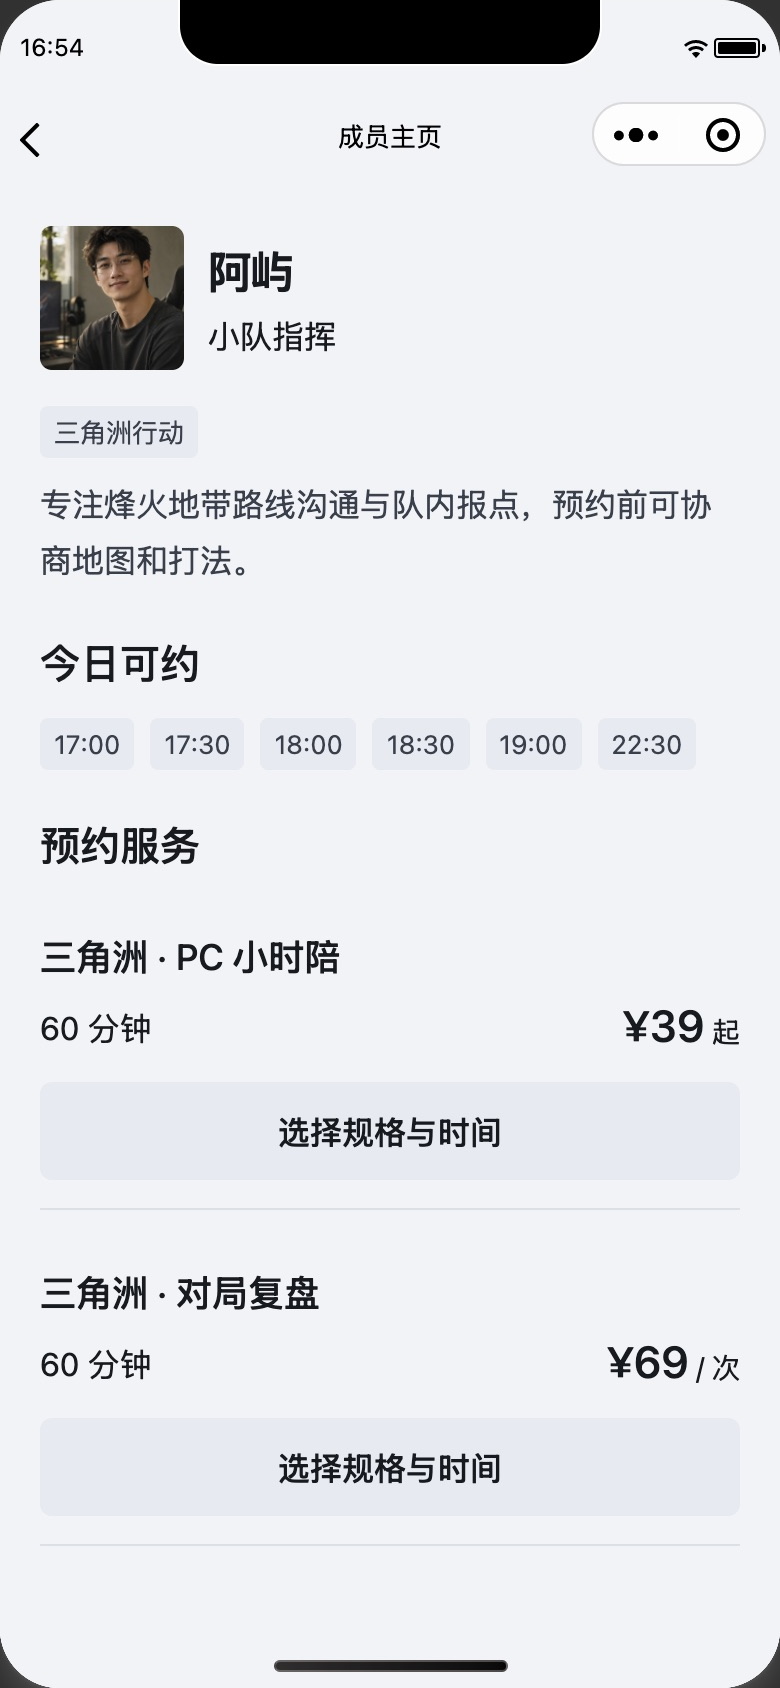 16:54
成员主页
阿屿
小队指挥
三角洲行动
专注烽火地带路线沟通与队内报点，预约前可协
商地图和打法。
今日可约
17:00 17:30 18:00 18:30 19:00 22:30
预约服务
三角洲 · PC 小时陪
60 分钟 ¥39 起
选择规格与时间
三角洲 · 对局复盘
60 分钟 ¥69 / 次
选择规格与时间